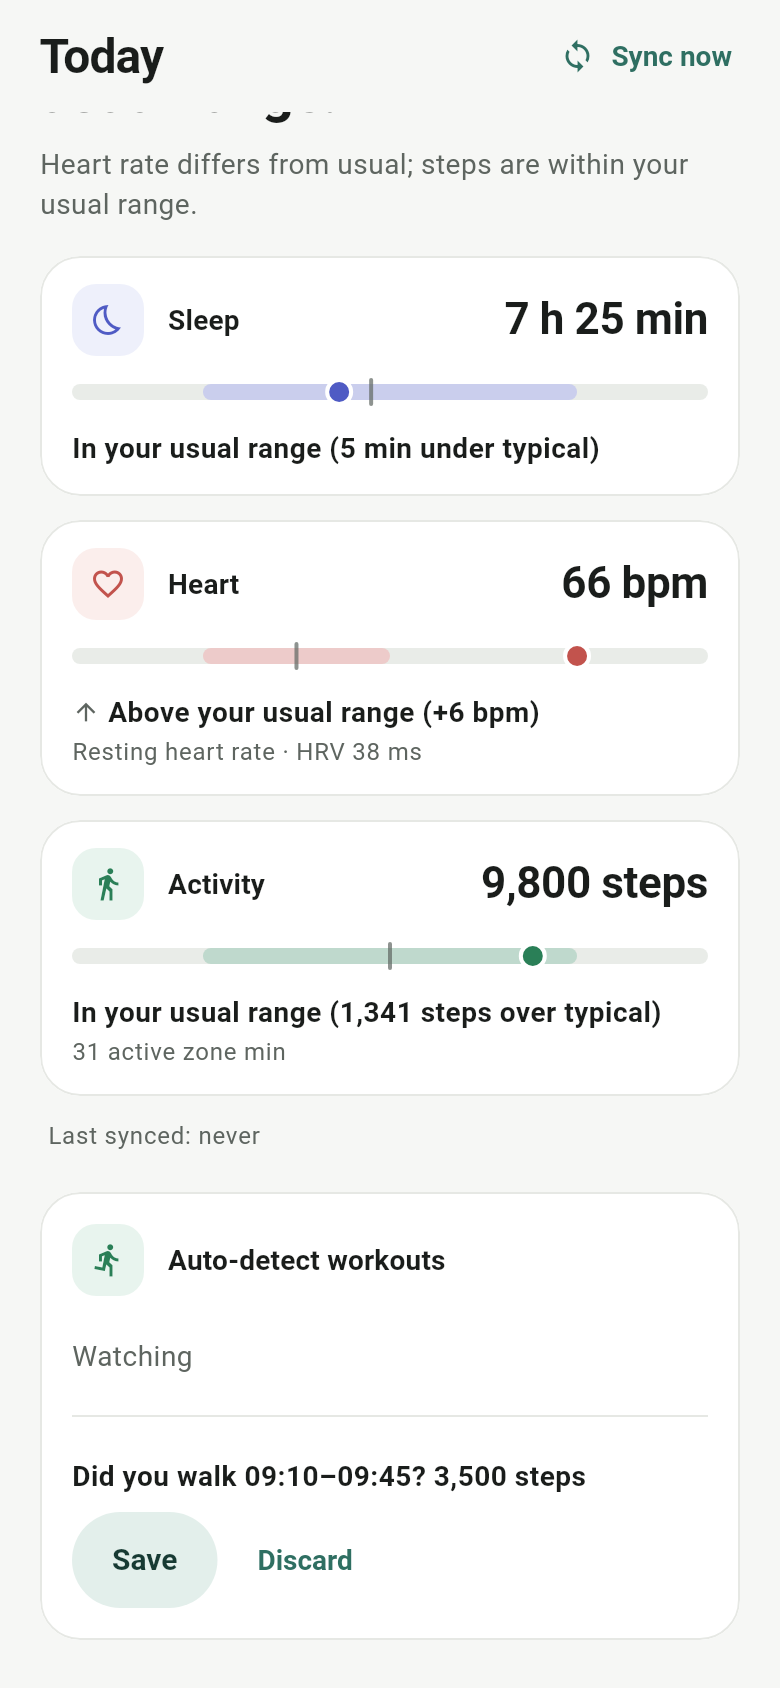 Today
Sync now
Heart rate differs from usual; steps are within your
usual range.
Sleep
7 h 25 min
In your usual range (5 min under typical)
Heart
66 bpm
Above your usual range (+6 bpm)
Resting heart rate · HRV 38 ms
Activity
9,800 steps
In your usual range (1,341 steps over typical)
31 active zone min
Last synced: never
Auto-detect workouts
Watching
Did you walk 09:10–09:45? 3,500 steps
Save
Discard